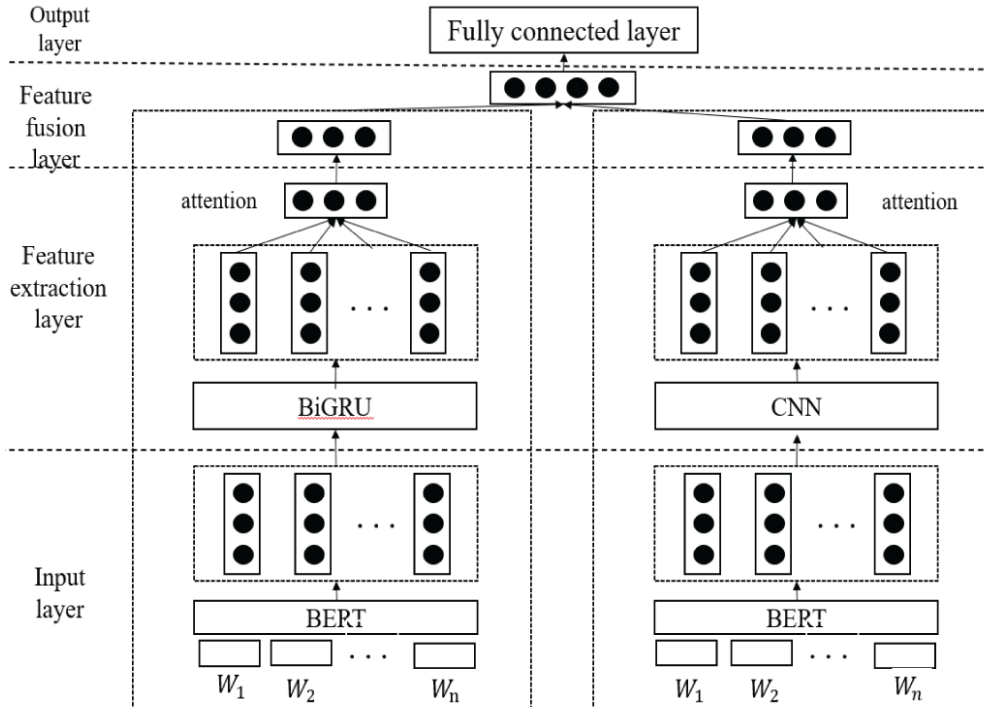 Output
layer
Fully connected layer
Feature
fusion
layer
attention
attention
Feature
extraction
layer
. . .
. . .
BiGRU
CNN
. . .
. . .
Input
layer
BERT
BERT
. . .
. . .
W₁ W₂ Wₙ
W₁ W₂ Wₙ